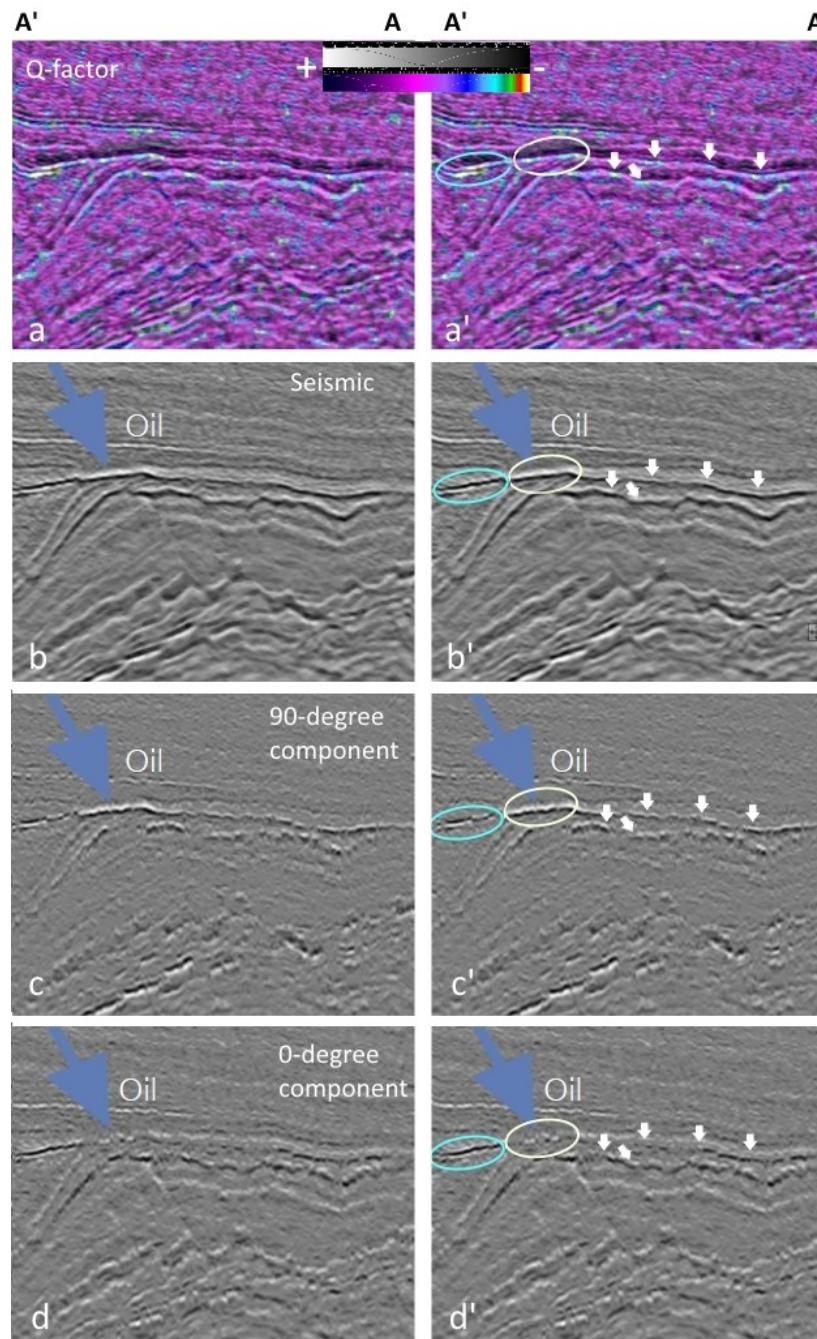 A' A A' A
Q-factor + -
a a'
Seismic
Oil Oil
b b'
90-degree
component
Oil Oil
c c'
0-degree
component
Oil Oil
d d'